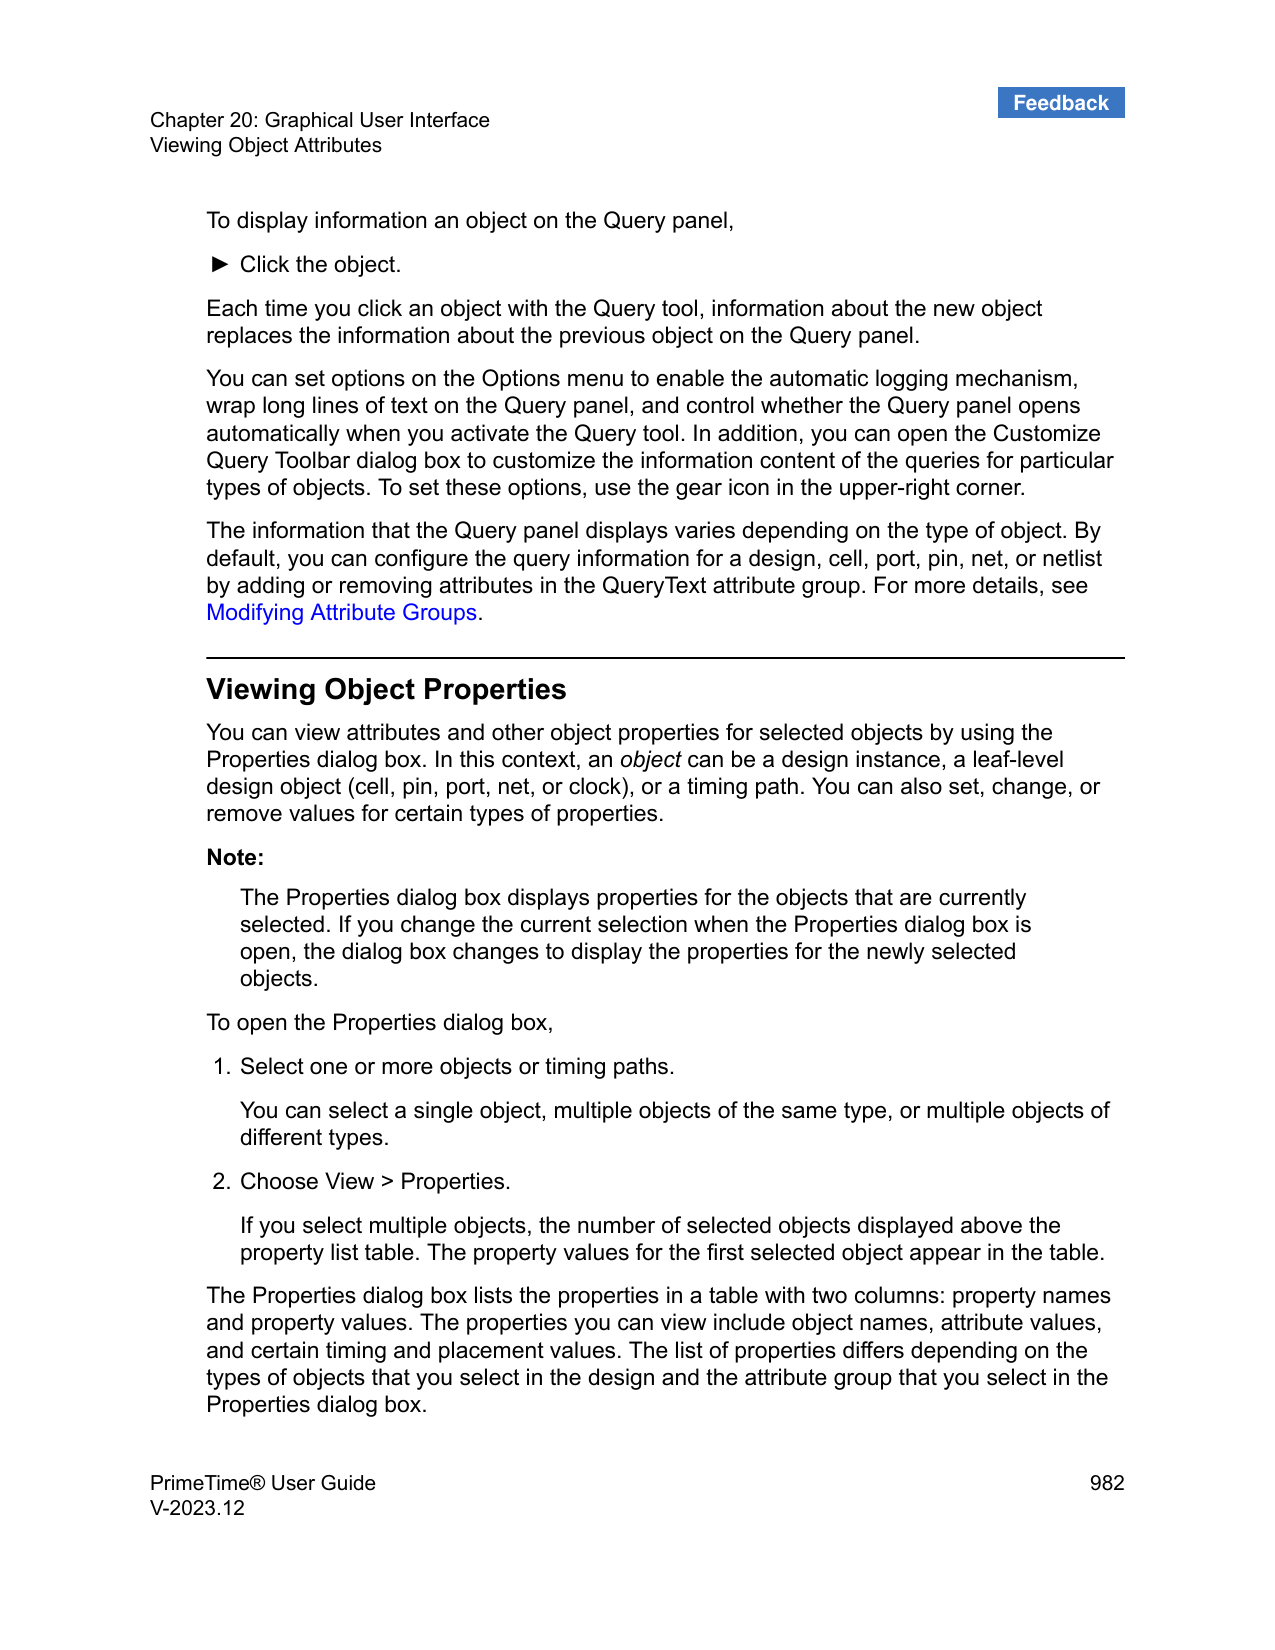 Feedback
Chapter 20: Graphical User Interface
Viewing Object Attributes
To display information an object on the Query panel,
► Click the object.
Each time you click an object with the Query tool, information about the new object
replaces the information about the previous object on the Query panel.
You can set options on the Options menu to enable the automatic logging mechanism,
wrap long lines of text on the Query panel, and control whether the Query panel opens
automatically when you activate the Query tool. In addition, you can open the Customize
Query Toolbar dialog box to customize the information content of the queries for particular
types of objects. To set these options, use the gear icon in the upper-right corner.
The information that the Query panel displays varies depending on the type of object. By
default, you can configure the query information for a design, cell, port, pin, net, or netlist
by adding or removing attributes in the QueryText attribute group. For more details, see
Modifying Attribute Groups.
Viewing Object Properties
You can view attributes and other object properties for selected objects by using the
Properties dialog box. In this context, an object can be a design instance, a leaf-level
design object (cell, pin, port, net, or clock), or a timing path. You can also set, change, or
remove values for certain types of properties.
Note:
The Properties dialog box displays properties for the objects that are currently
selected. If you change the current selection when the Properties dialog box is
open, the dialog box changes to display the properties for the newly selected
objects.
To open the Properties dialog box,
1. Select one or more objects or timing paths.
You can select a single object, multiple objects of the same type, or multiple objects of
different types.
2. Choose View > Properties.
If you select multiple objects, the number of selected objects displayed above the
property list table. The property values for the first selected object appear in the table.
The Properties dialog box lists the properties in a table with two columns: property names
and property values. The properties you can view include object names, attribute values,
and certain timing and placement values. The list of properties differs depending on the
types of objects that you select in the design and the attribute group that you select in the
Properties dialog box.
PrimeTime® User Guide 982
V-2023.12